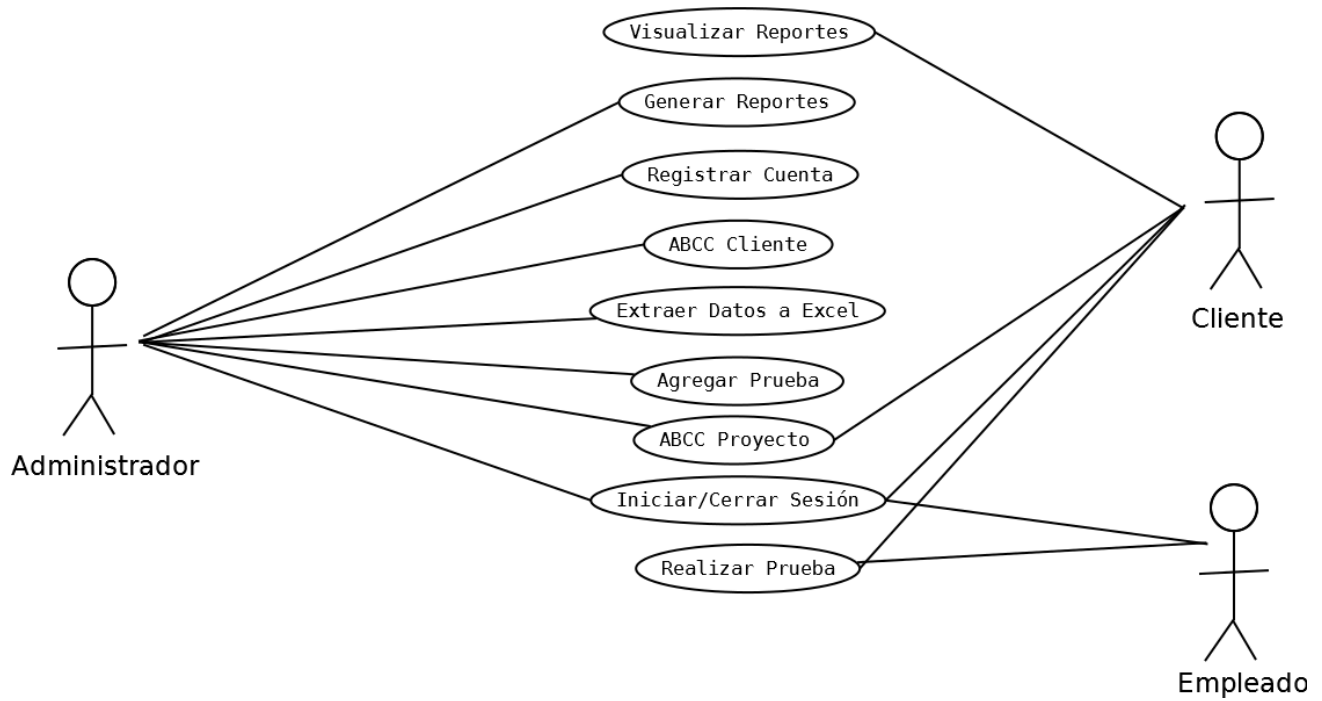 Visualizar Reportes
Generar Reportes
Registrar Cuenta
ABCC Cliente
Extraer Datos a Excel
Agregar Prueba
ABCC Proyecto
Iniciar/Cerrar Sesión
Realizar Prueba
Administrador
Cliente
Empleado